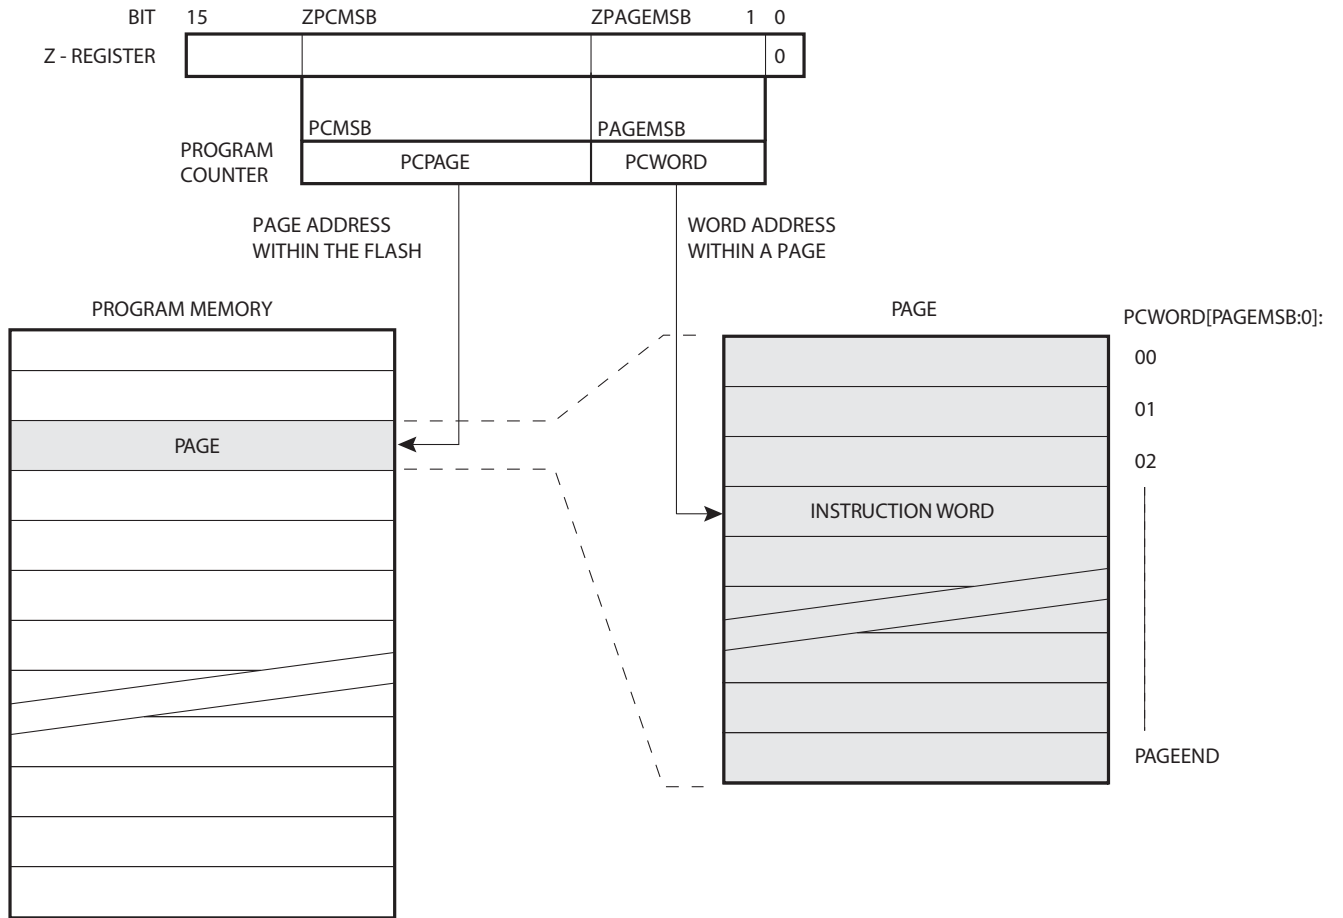 BIT 15 ZPCMSB ZPAGEMSB 1 0
Z - REGISTER 0
PCMSB PAGEMSB
PROGRAM
COUNTER
PCPAGE PCWORD
PAGE ADDRESS
WITHIN THE FLASH
WORD ADDRESS
WITHIN A PAGE
PROGRAM MEMORY
PAGE
PAGE
PCWORD[PAGEMSB:0]:
00
01
02
INSTRUCTION WORD
PAGEEND